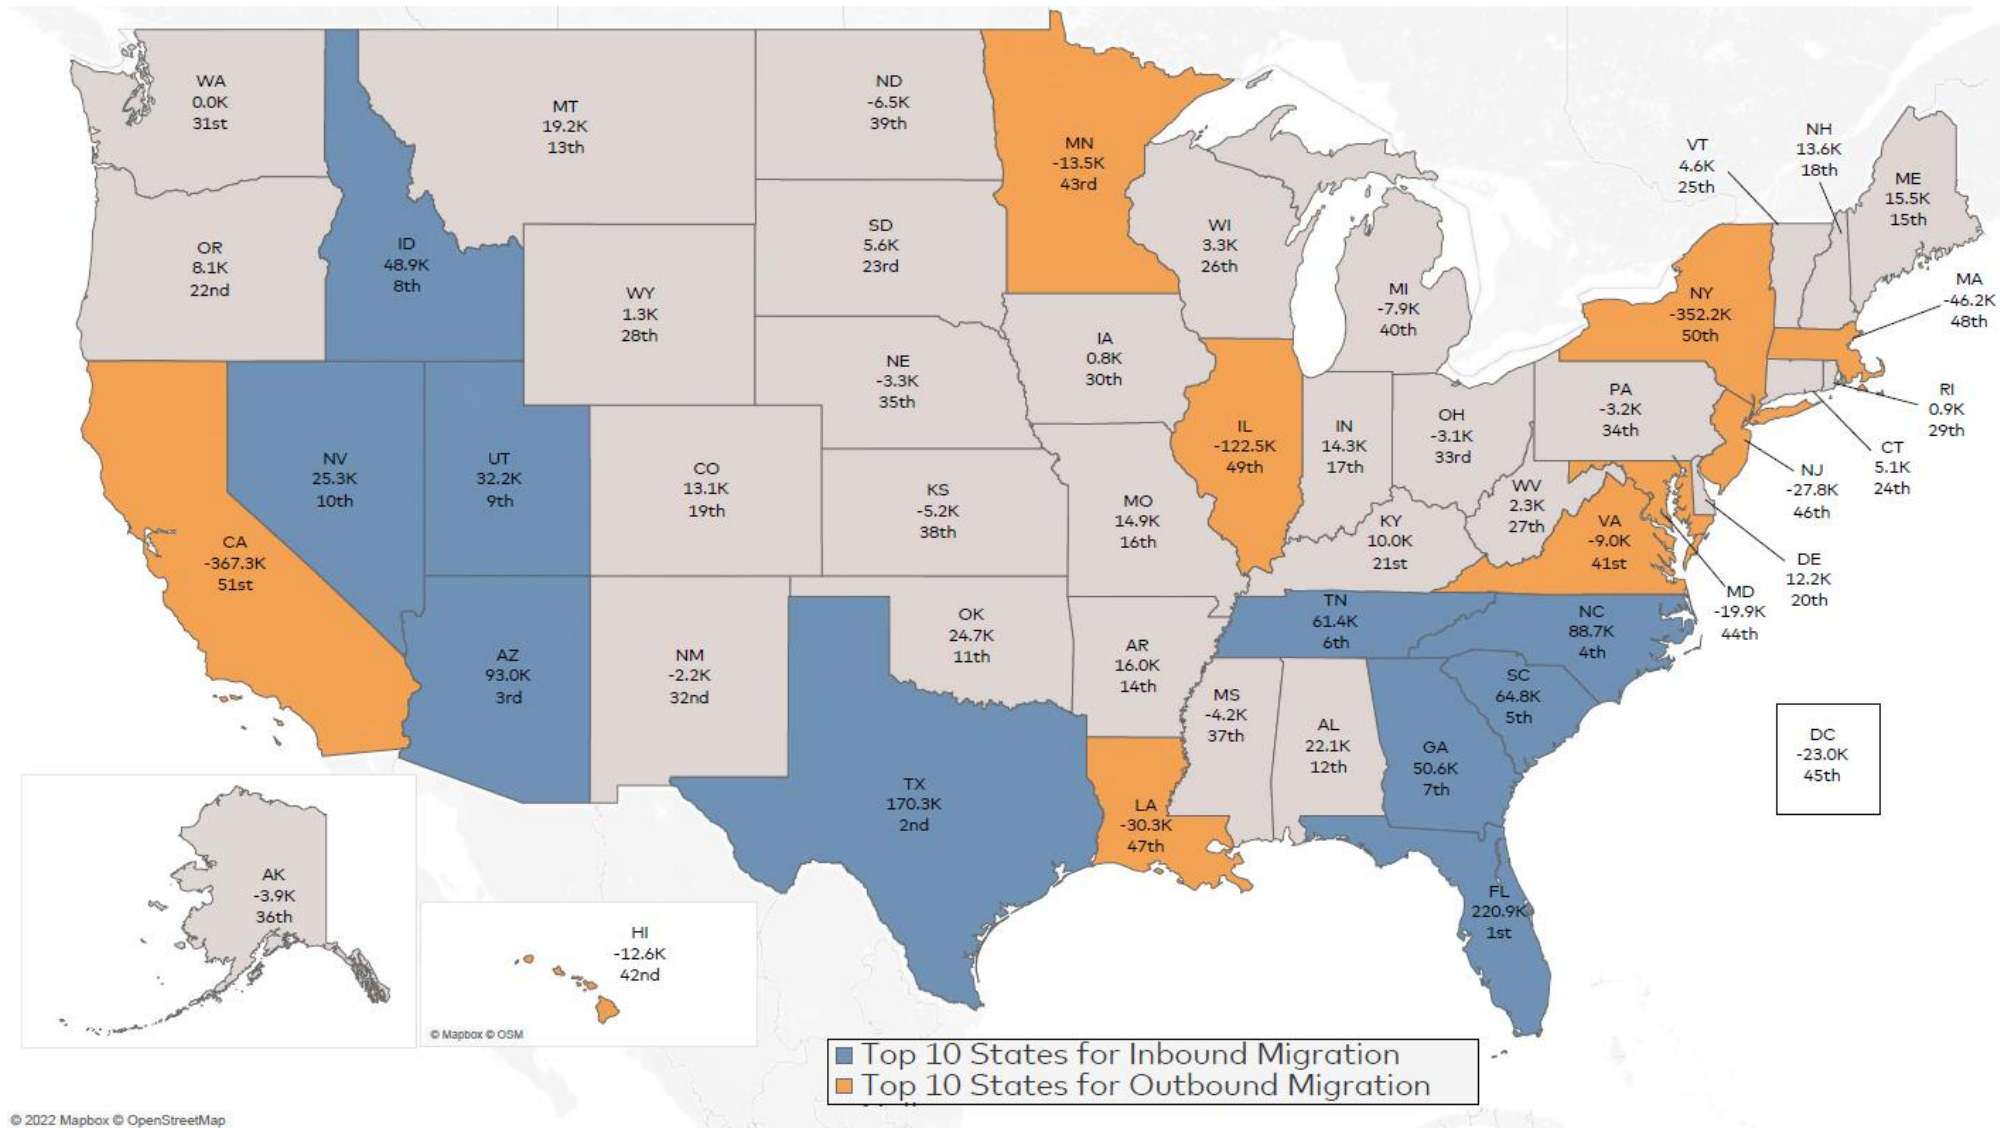 WA
0.0K
31st
MT
19.2K
13th
ND
-6.5K
39th
MN
-13.5K
43rd
VT
4.6K
25th
NH
13.6K
18th
ME
15.5K
15th
OR
8.1K
22nd
ID
48.9K
8th
WY
1.3K
28th
SD
5.6K
23rd
WI
3.3K
26th
MI
-7.9K
40th
NY
-352.2K
50th
MA
-46.2K
48th
NE
-3.3K
35th
IA
0.8K
30th
PA
-3.2K
34th
RI
0.9K
29th
CT
5.1K
24th
NJ
-27.8K
46th
CA
-367.3K
51st
NV
25.3K
10th
UT
32.2K
9th
CO
13.1K
19th
KS
-5.2K
38th
MO
14.9K
16th
IL
-122.5K
49th
IN
14.3K
17th
OH
-3.1K
33rd
WV
2.3K
27th
KY
10.0K
21st
VA
-9.0K
41st
DE
12.2K
20th
MD
-19.9K
44th
AZ
93.0K
3rd
NM
-2.2K
32nd
OK
24.7K
11th
AR
16.0K
14th
TN
61.4K
6th
NC
88.7K
4th
SC
64.8K
5th
MS
-4.2K
37th
AL
22.1K
12th
GA
50.6K
7th
DC
-23.0K
45th
TX
170.3K
2nd
LA
-30.3K
47th
FL
220.9K
1st
AK
-3.9K
36th
HI
-12.6K
42nd
© Mapbox © OSM
Top 10 States for Inbound Migration
Top 10 States for Outbound Migration
© 2022 Mapbox © OpenStreetMap